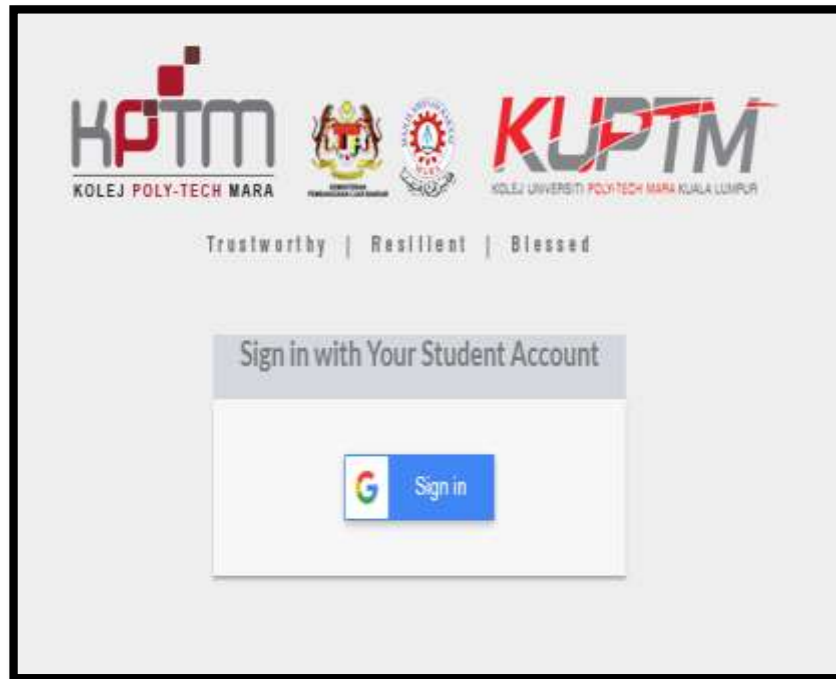 KPTM
KOLEJ POLY-TECH MARA
KUPTM
KOLEJ UNIVERSITI POLY-TECH MARA KUALA LUMPUR
Trustworthy | Resilient | Blessed
Sign in with Your Student Account
G Sign in